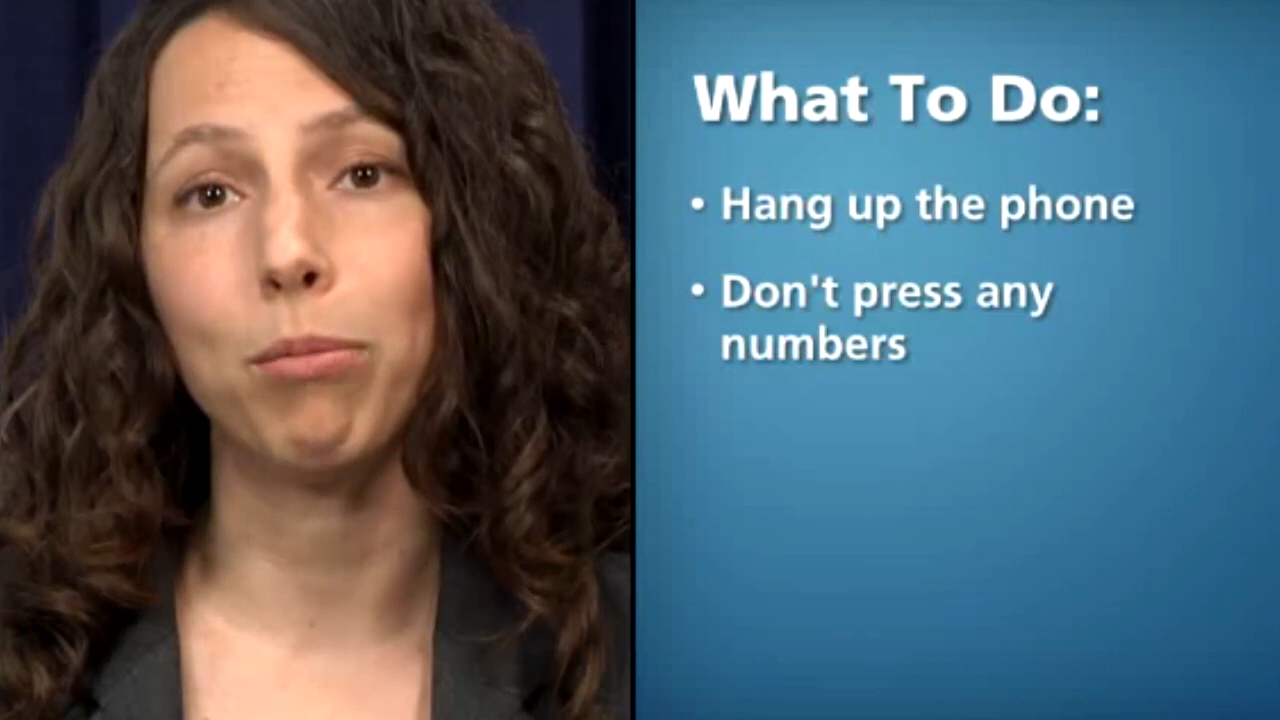 What To Do:
• Hang up the phone
• Don't press any
numbers